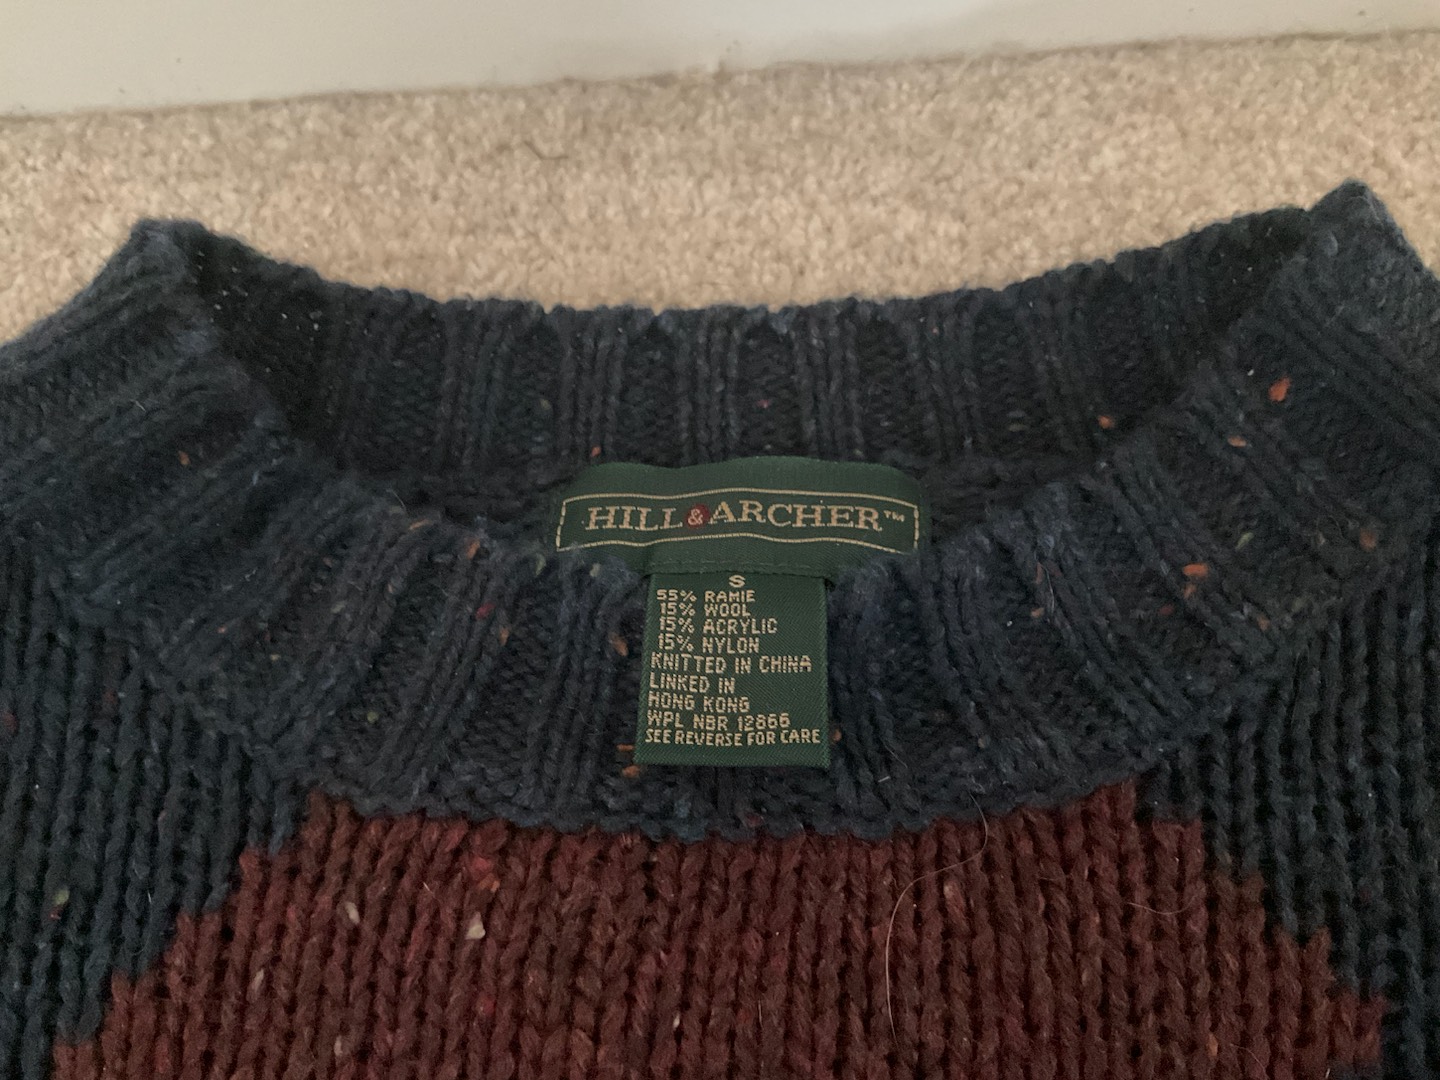 HILL&ARCHER™
S
55% RAMIE
15% WOOL
15% ACRYLIC
15% NYLON
KNITTED IN CHINA
LINKED IN
HONG KONG
WPL NBR 12866
SEE REVERSE FOR CARE